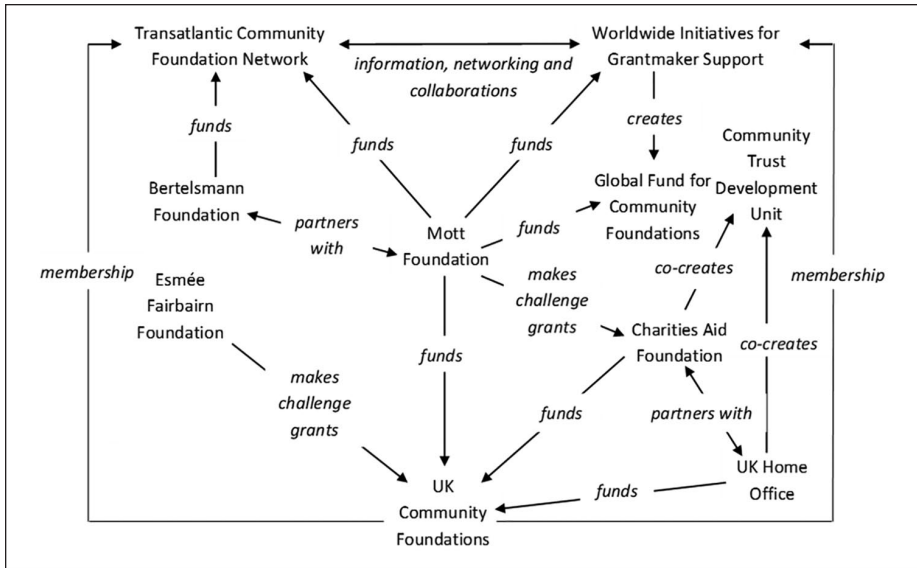 Transatlantic Community
Foundation Network
Worldwide Initiatives for
Grantmaker Support
information, networking and
collaborations
funds
funds
funds
creates
Community
Trust
Development
Unit
Bertelsmann
Foundation
Global Fund for
Community
Foundations
partners
with
Mott
Foundation
funds
membership
Esmée
Fairbairn
Foundation
makes
challenge
grants
co-creates
membership
Charities Aid
Foundation
co-creates
funds
makes
challenge
grants
funds
partners with
UK
Community
Foundations
funds
UK Home
Office